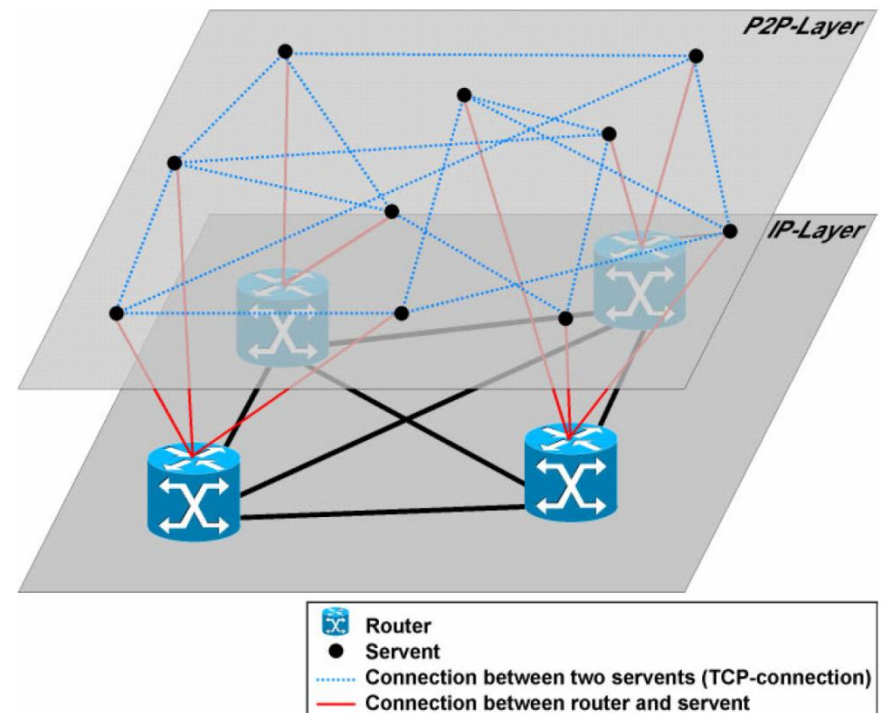 P2P-Layer
IP-Layer
Router
Servent
Connection between two servents (TCP-connection)
Connection between router and servent